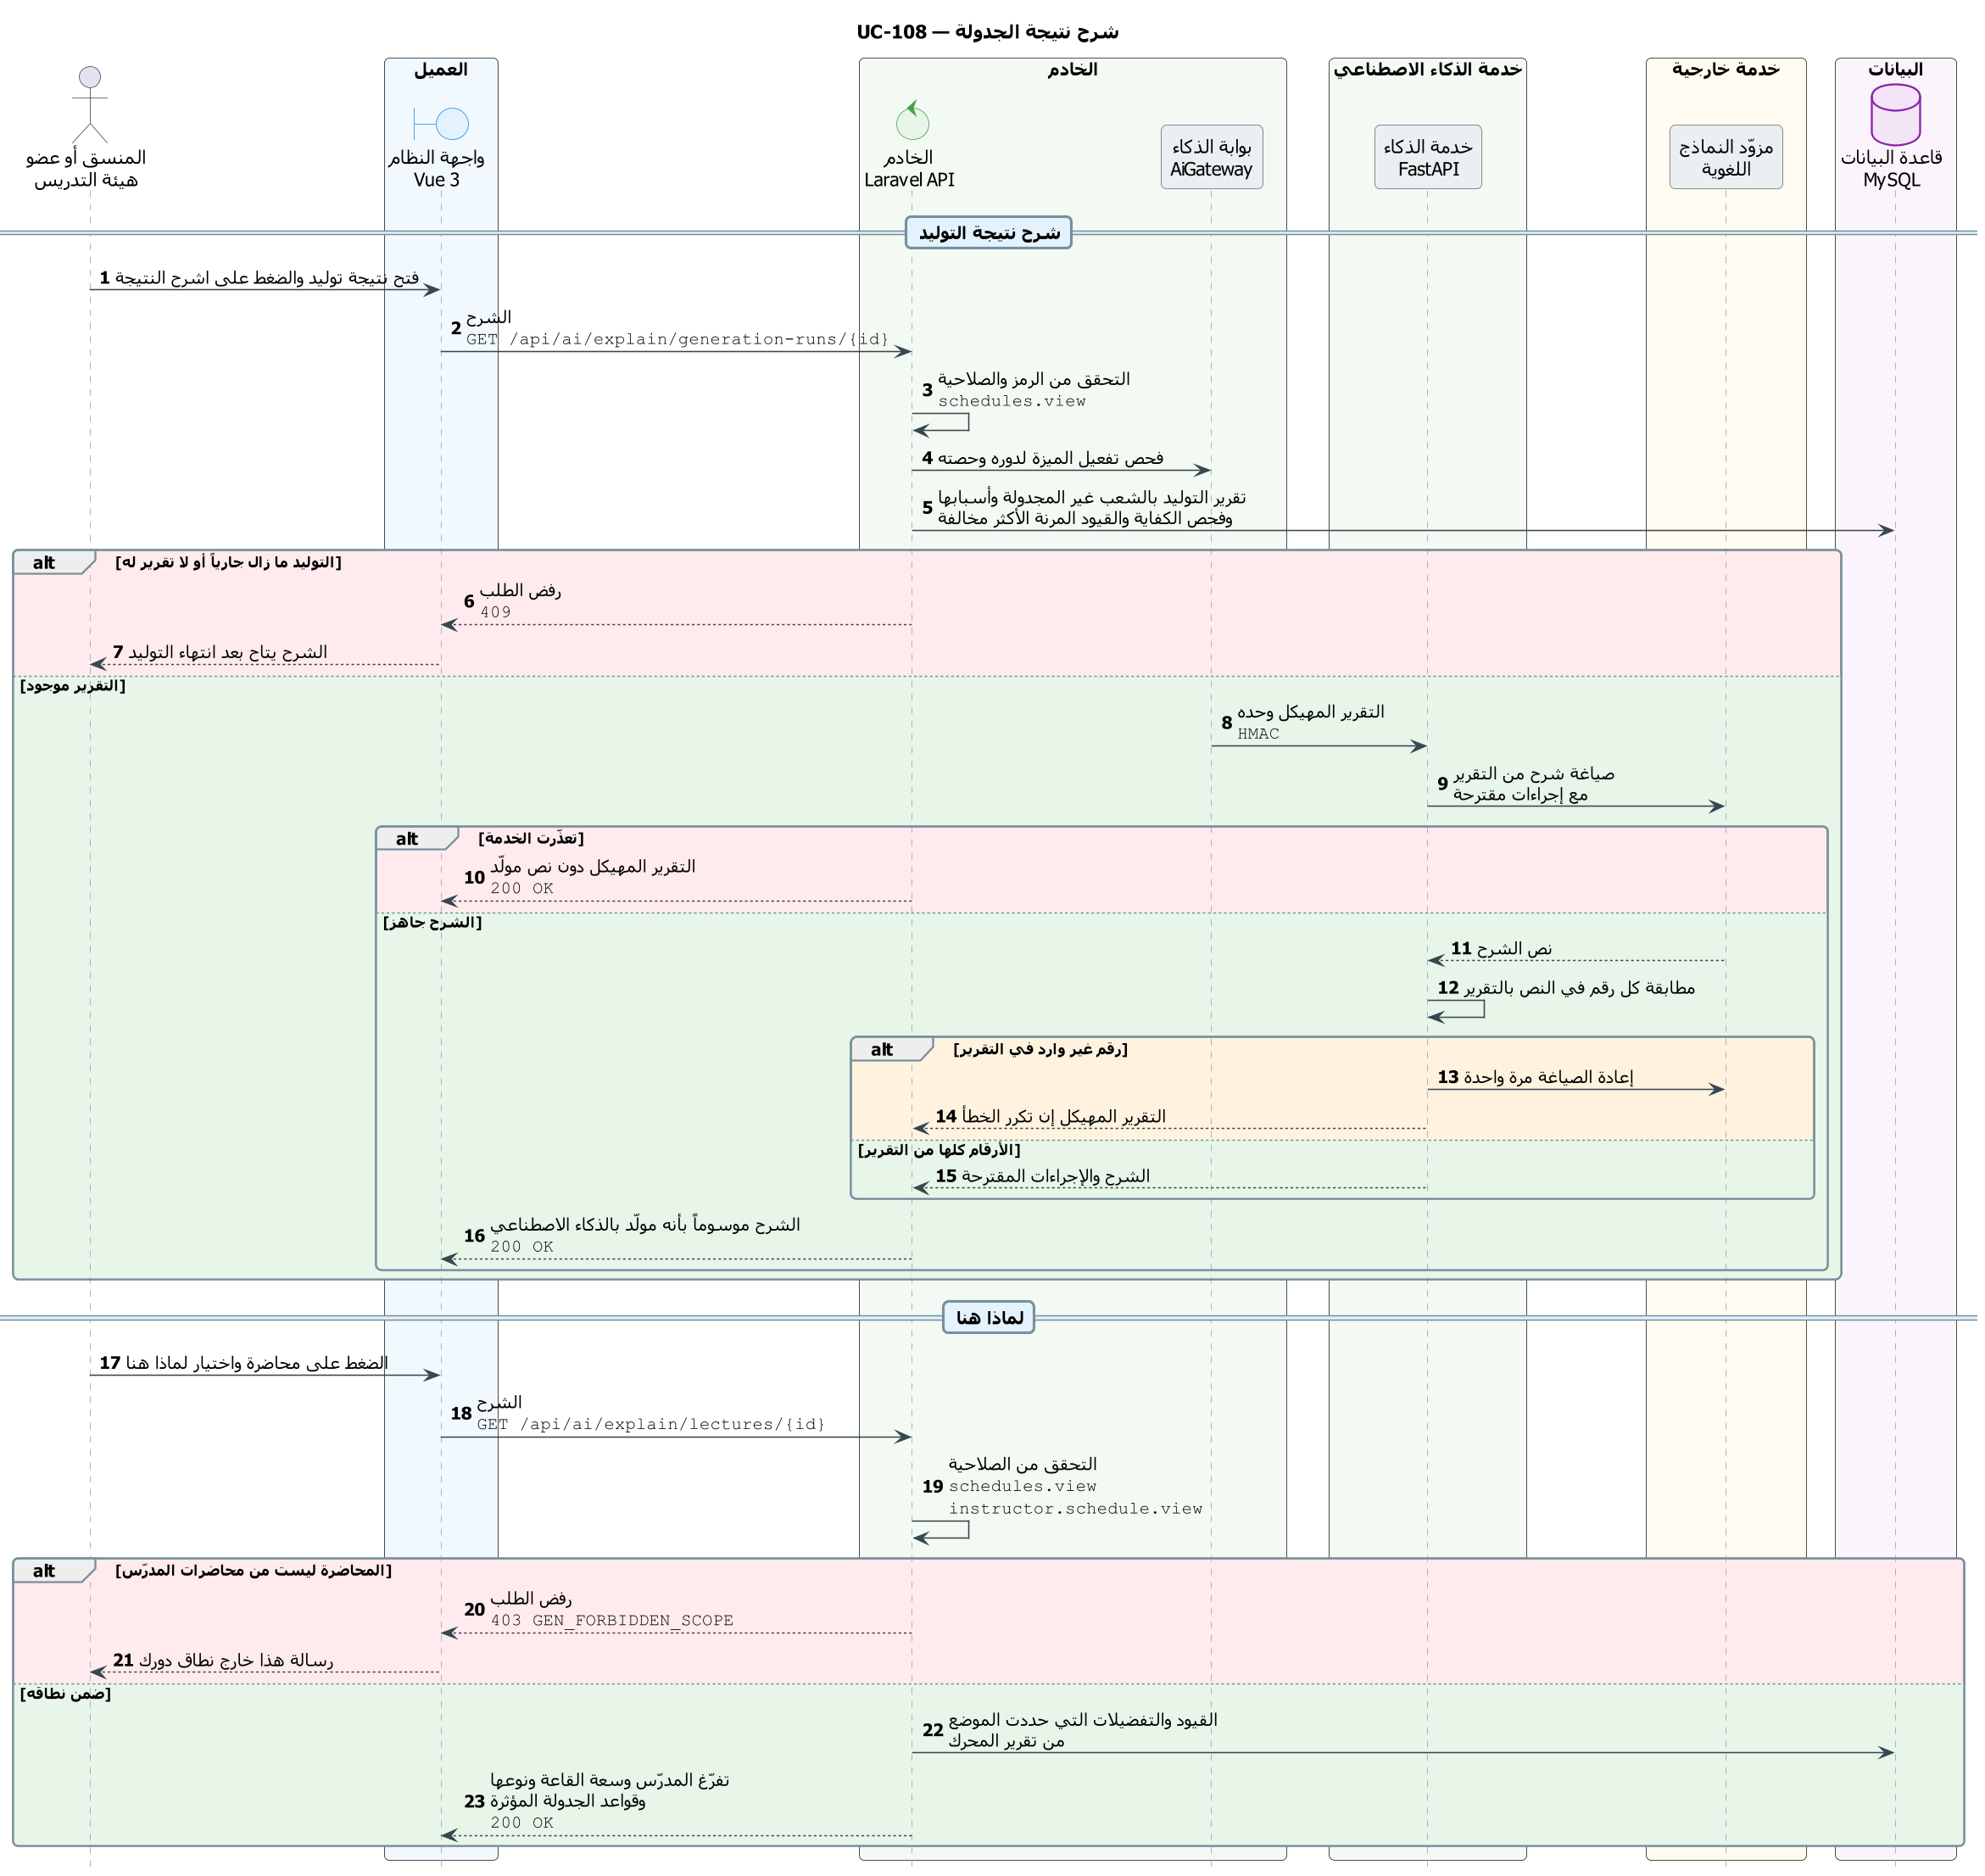 UC-108 — شرح نتيجة الجدولة
العميل
الخادم
خدمة الذكاء الاصطناعي
خدمة خارجية
البيانات
المنسق أو عضو
هيئة التدريس
واجهة النظام
Vue 3
الخادم
Laravel API
بوابة الذكاء
AiGateway
خدمة الذكاء
FastAPI
مزوّد النماذج
اللغوية
قاعدة البيانات
MySQL
شرح نتيجة التوليد
1 فتح نتيجة توليد والضغط على اشرح النتيجة
2 الشرح
GET /api/ai/explain/generation-runs/{id}
3 التحقق من الرمز والصلاحية
schedules.view
4 فحص تفعيل الميزة لدوره وحصته
5 تقرير التوليد بالشعب غير المجدولة وأسبابها
وفحص الكفاية والقيود المرنة الأكثر مخالفة
alt [التوليد ما زال جارياً أو لا تقرير له]
6 رفض الطلب
409
7 الشرح يتاح بعد انتهاء التوليد
[التقرير موجود]
8 التقرير المهيكل وحده
HMAC
9 صياغة شرح من التقرير
مع إجراءات مقترحة
alt [تعذّرت الخدمة]
10 التقرير المهيكل دون نص مولّد
200 OK
[الشرح جاهز]
11 نص الشرح
12 مطابقة كل رقم في النص بالتقرير
alt [رقم غير وارد في التقرير]
13 إعادة الصياغة مرة واحدة
14 التقرير المهيكل إن تكرر الخطأ
[الأرقام كلها من التقرير]
15 الشرح والإجراءات المقترحة
16 الشرح موسوماً بأنه مولّد بالذكاء الاصطناعي
200 OK
لماذا هنا
17 الضغط على محاضرة واختيار لماذا هنا
18 الشرح
GET /api/ai/explain/lectures/{id}
19 التحقق من الصلاحية
schedules.view
instructor.schedule.view
alt [المحاضرة ليست من محاضرات المدرّس]
20 رفض الطلب
403 GEN_FORBIDDEN_SCOPE
21 رسالة هذا خارج نطاق دورك
[ضمن نطاقه]
22 القيود والتفضيلات التي حددت الموضع
من تقرير المحرك
23 تفرّغ المدرّس وسعة القاعة ونوعها
وقواعد الجدولة المؤثرة
200 OK